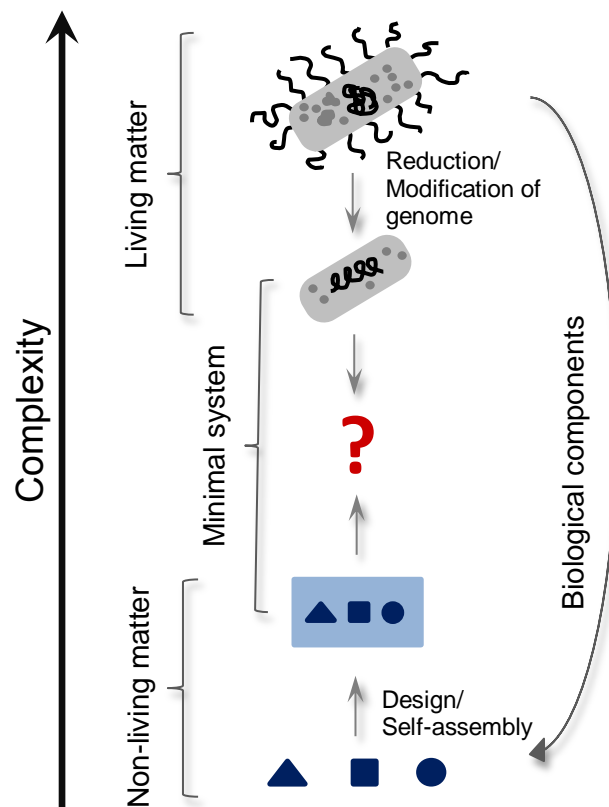 Complexity
Living matter
Minimal system
Non-living matter
Reduction/
Modification of
genome
?
Design/
Self-assembly
Biological components